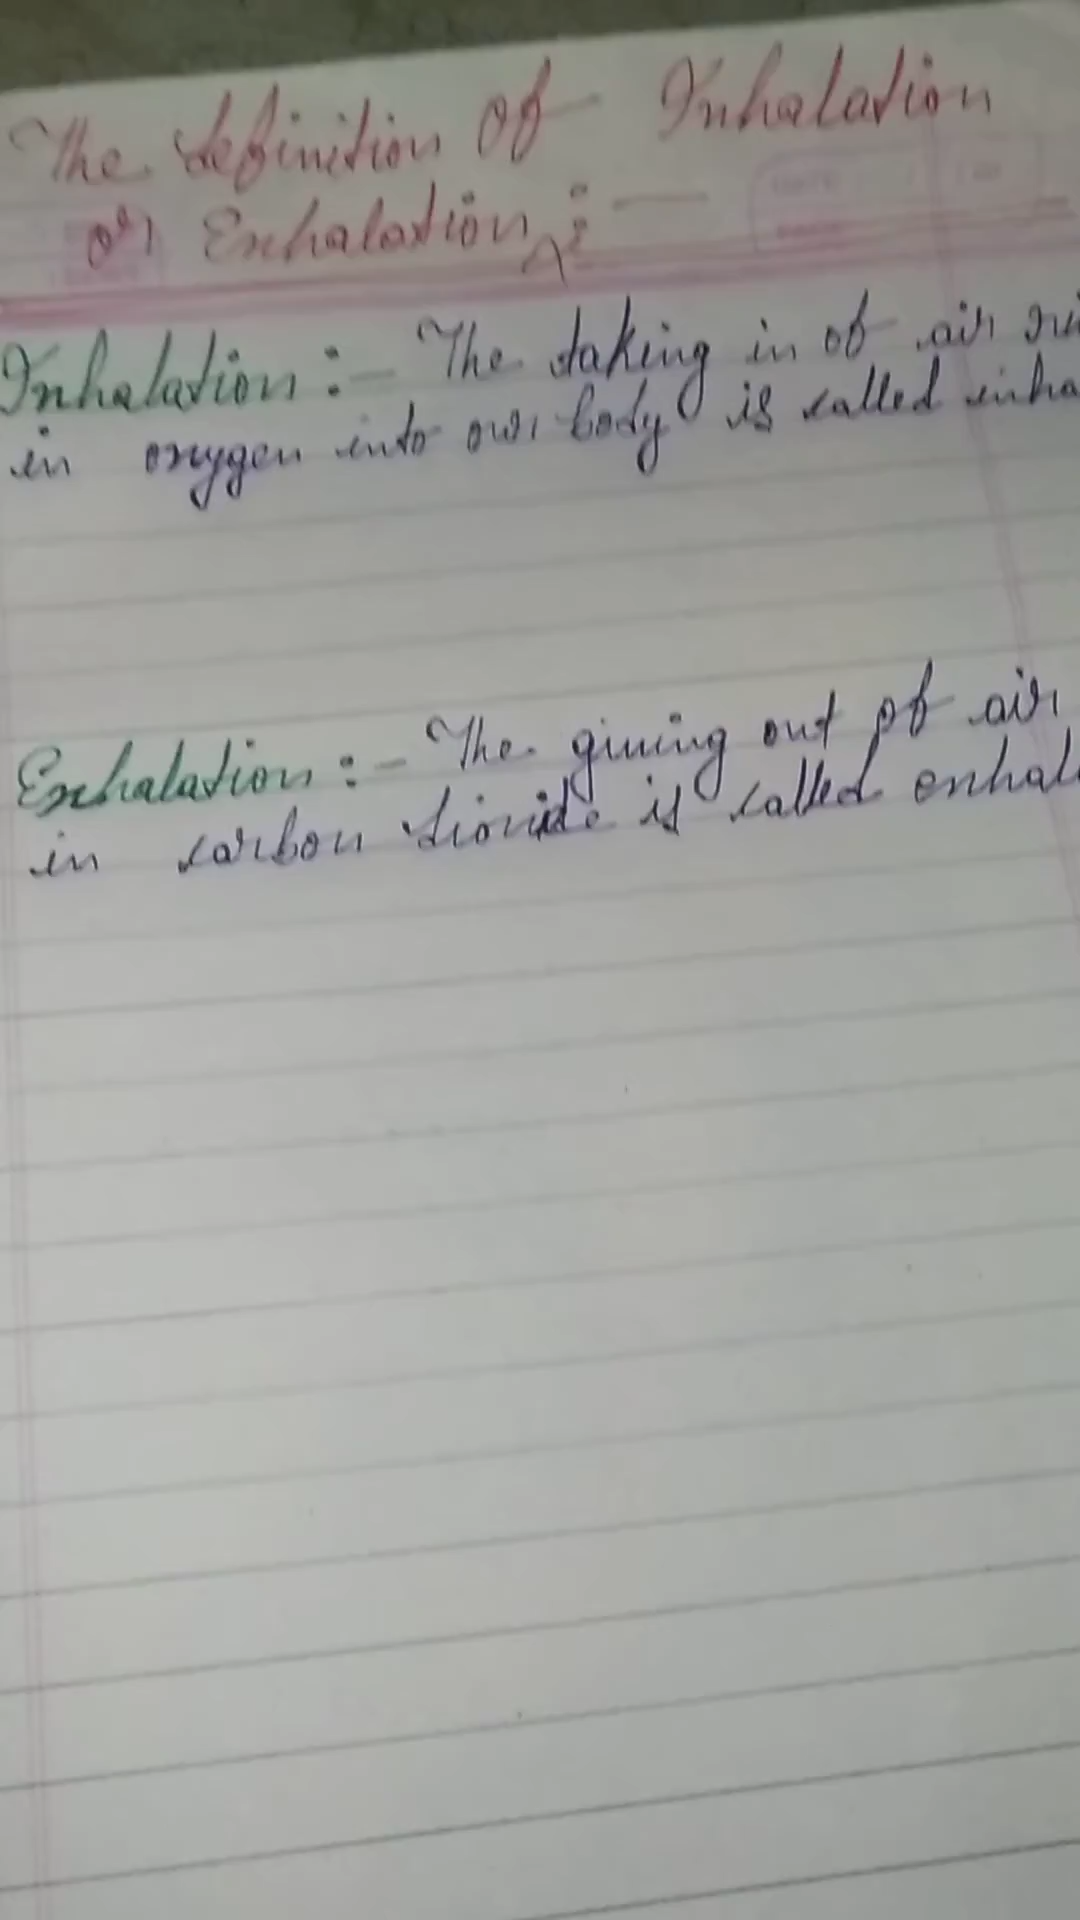 The definition of Inhalation
or Exhalation :-
Inhalation :- The taking in of air
in oxygen into our body is called
Exhalation :- The giving out of air
in carbon dioxide is called